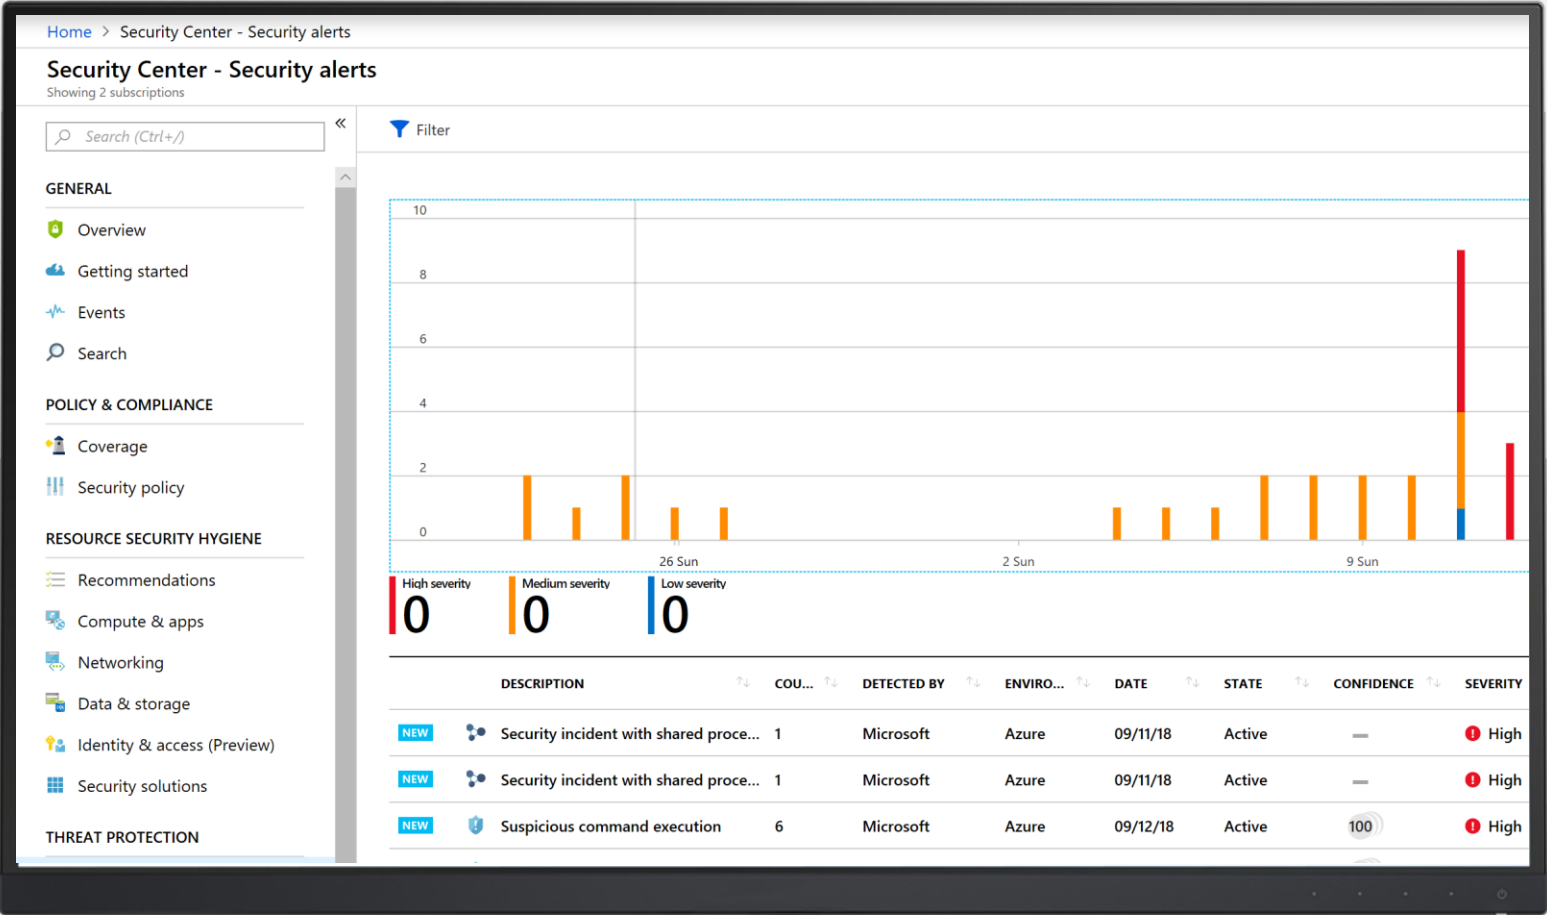 Home > Security Center - Security alerts
Security Center - Security alerts
Showing 2 subscriptions
Search (Ctrl+/)
«
Filter
GENERAL
Overview
Getting started
Events
Search
POLICY & COMPLIANCE
Coverage
Security policy
RESOURCE SECURITY HYGIENE
Recommendations
Compute & apps
Networking
Data & storage
Identity & access (Preview)
Security solutions
THREAT PROTECTION
10
8
6
4
2
0
26 Sun 2 Sun 9 Sun
High severity Medium severity Low severity
0 0 0
DESCRIPTION COU... DETECTED BY ENVIRO... DATE STATE CONFIDENCE SEVERITY
NEW Security incident with shared proce... 1 Microsoft Azure 09/11/18 Active — High
NEW Security incident with shared proce... 1 Microsoft Azure 09/11/18 Active — High
NEW Suspicious command execution 6 Microsoft Azure 09/12/18 Active 100 High